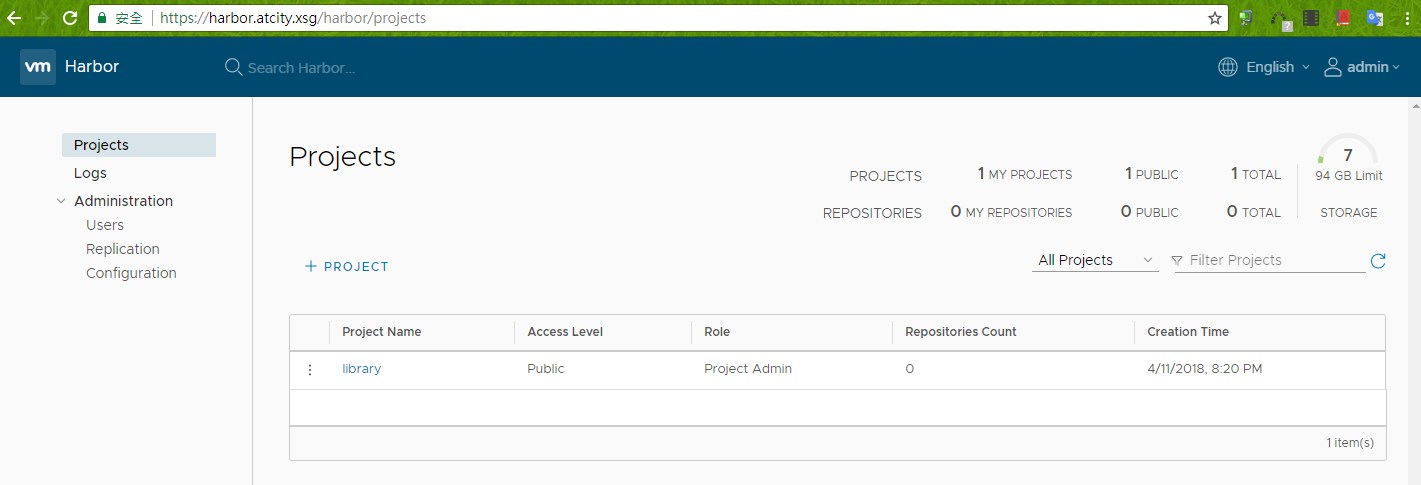 安全 https://harbor.atcity.xsg/harbor/projects
?
vm Harbor Search Harbor... English admin
Projects
Logs
Administration
Users
Replication
Configuration
Projects
PROJECTS 1 MY PROJECTS 1 PUBLIC 1 TOTAL
REPOSITORIES 0 MY REPOSITORIES 0 PUBLIC 0 TOTAL
7
94 GB Limit
STORAGE
+ PROJECT All Projects Filter Projects
Project Name Access Level Role Repositories Count Creation Time
library Public Project Admin 0 4/11/2018, 8:20 PM
1 item(s)